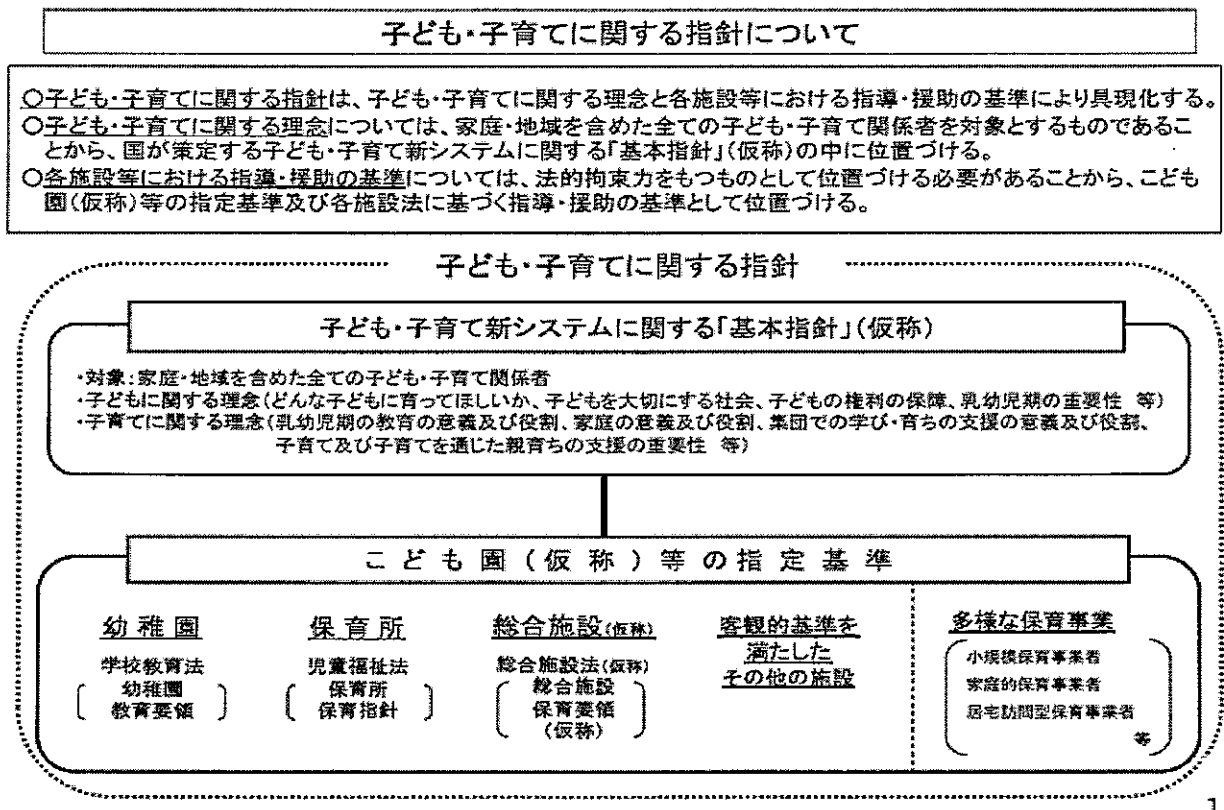 子ども・子育てに関する指針について
○子ども・子育てに関する指針は、子ども・子育てに関する理念と各施設等における指導・援助の基準により具現化する。
○子ども・子育てに関する理念については、家庭・地域を含めた全ての子ども・子育て関係者を対象とするものであるこ
とから、国が策定する子ども・子育て新システムに関する「基本指針」(仮称)の中に位置づける。
○各施設等における指導・援助の基準については、法的拘束力をもつものとして位置づける必要があることから、こども
園(仮称)等の指定基準及び各施設法に基づく指導・援助の基準として位置づける。
子ども・子育てに関する指針
子ども・子育て新システムに関する「基本指針」(仮称)
・対象:家庭・地域を含めた全ての子ども・子育て関係者
・子どもに関する理念(どんな子どもに育ってほしいか、子どもを大切にする社会、子どもの権利の保障、乳幼児期の重要性 等)
・子育てに関する理念(乳幼児期の教育の意義及び役割、家庭の意義及び役割、集団での学び・育ちの支援の意義及び役割、
子育て及び子育てを通じた親育ちの支援の重要性 等)
こども園(仮称)等の指定基準
幼稚園
学校教育法
幼稚園
教育要領
保育所
児童福祉法
保育所
保育指針
総合施設(仮称)
総合施設法(仮称)
総合施設
保育要領
(仮称)
客観的基準を
満たした
その他の施設
多様な保育事業
小規模保育事業者
家庭的保育事業者
居宅訪問型保育事業者
等
3